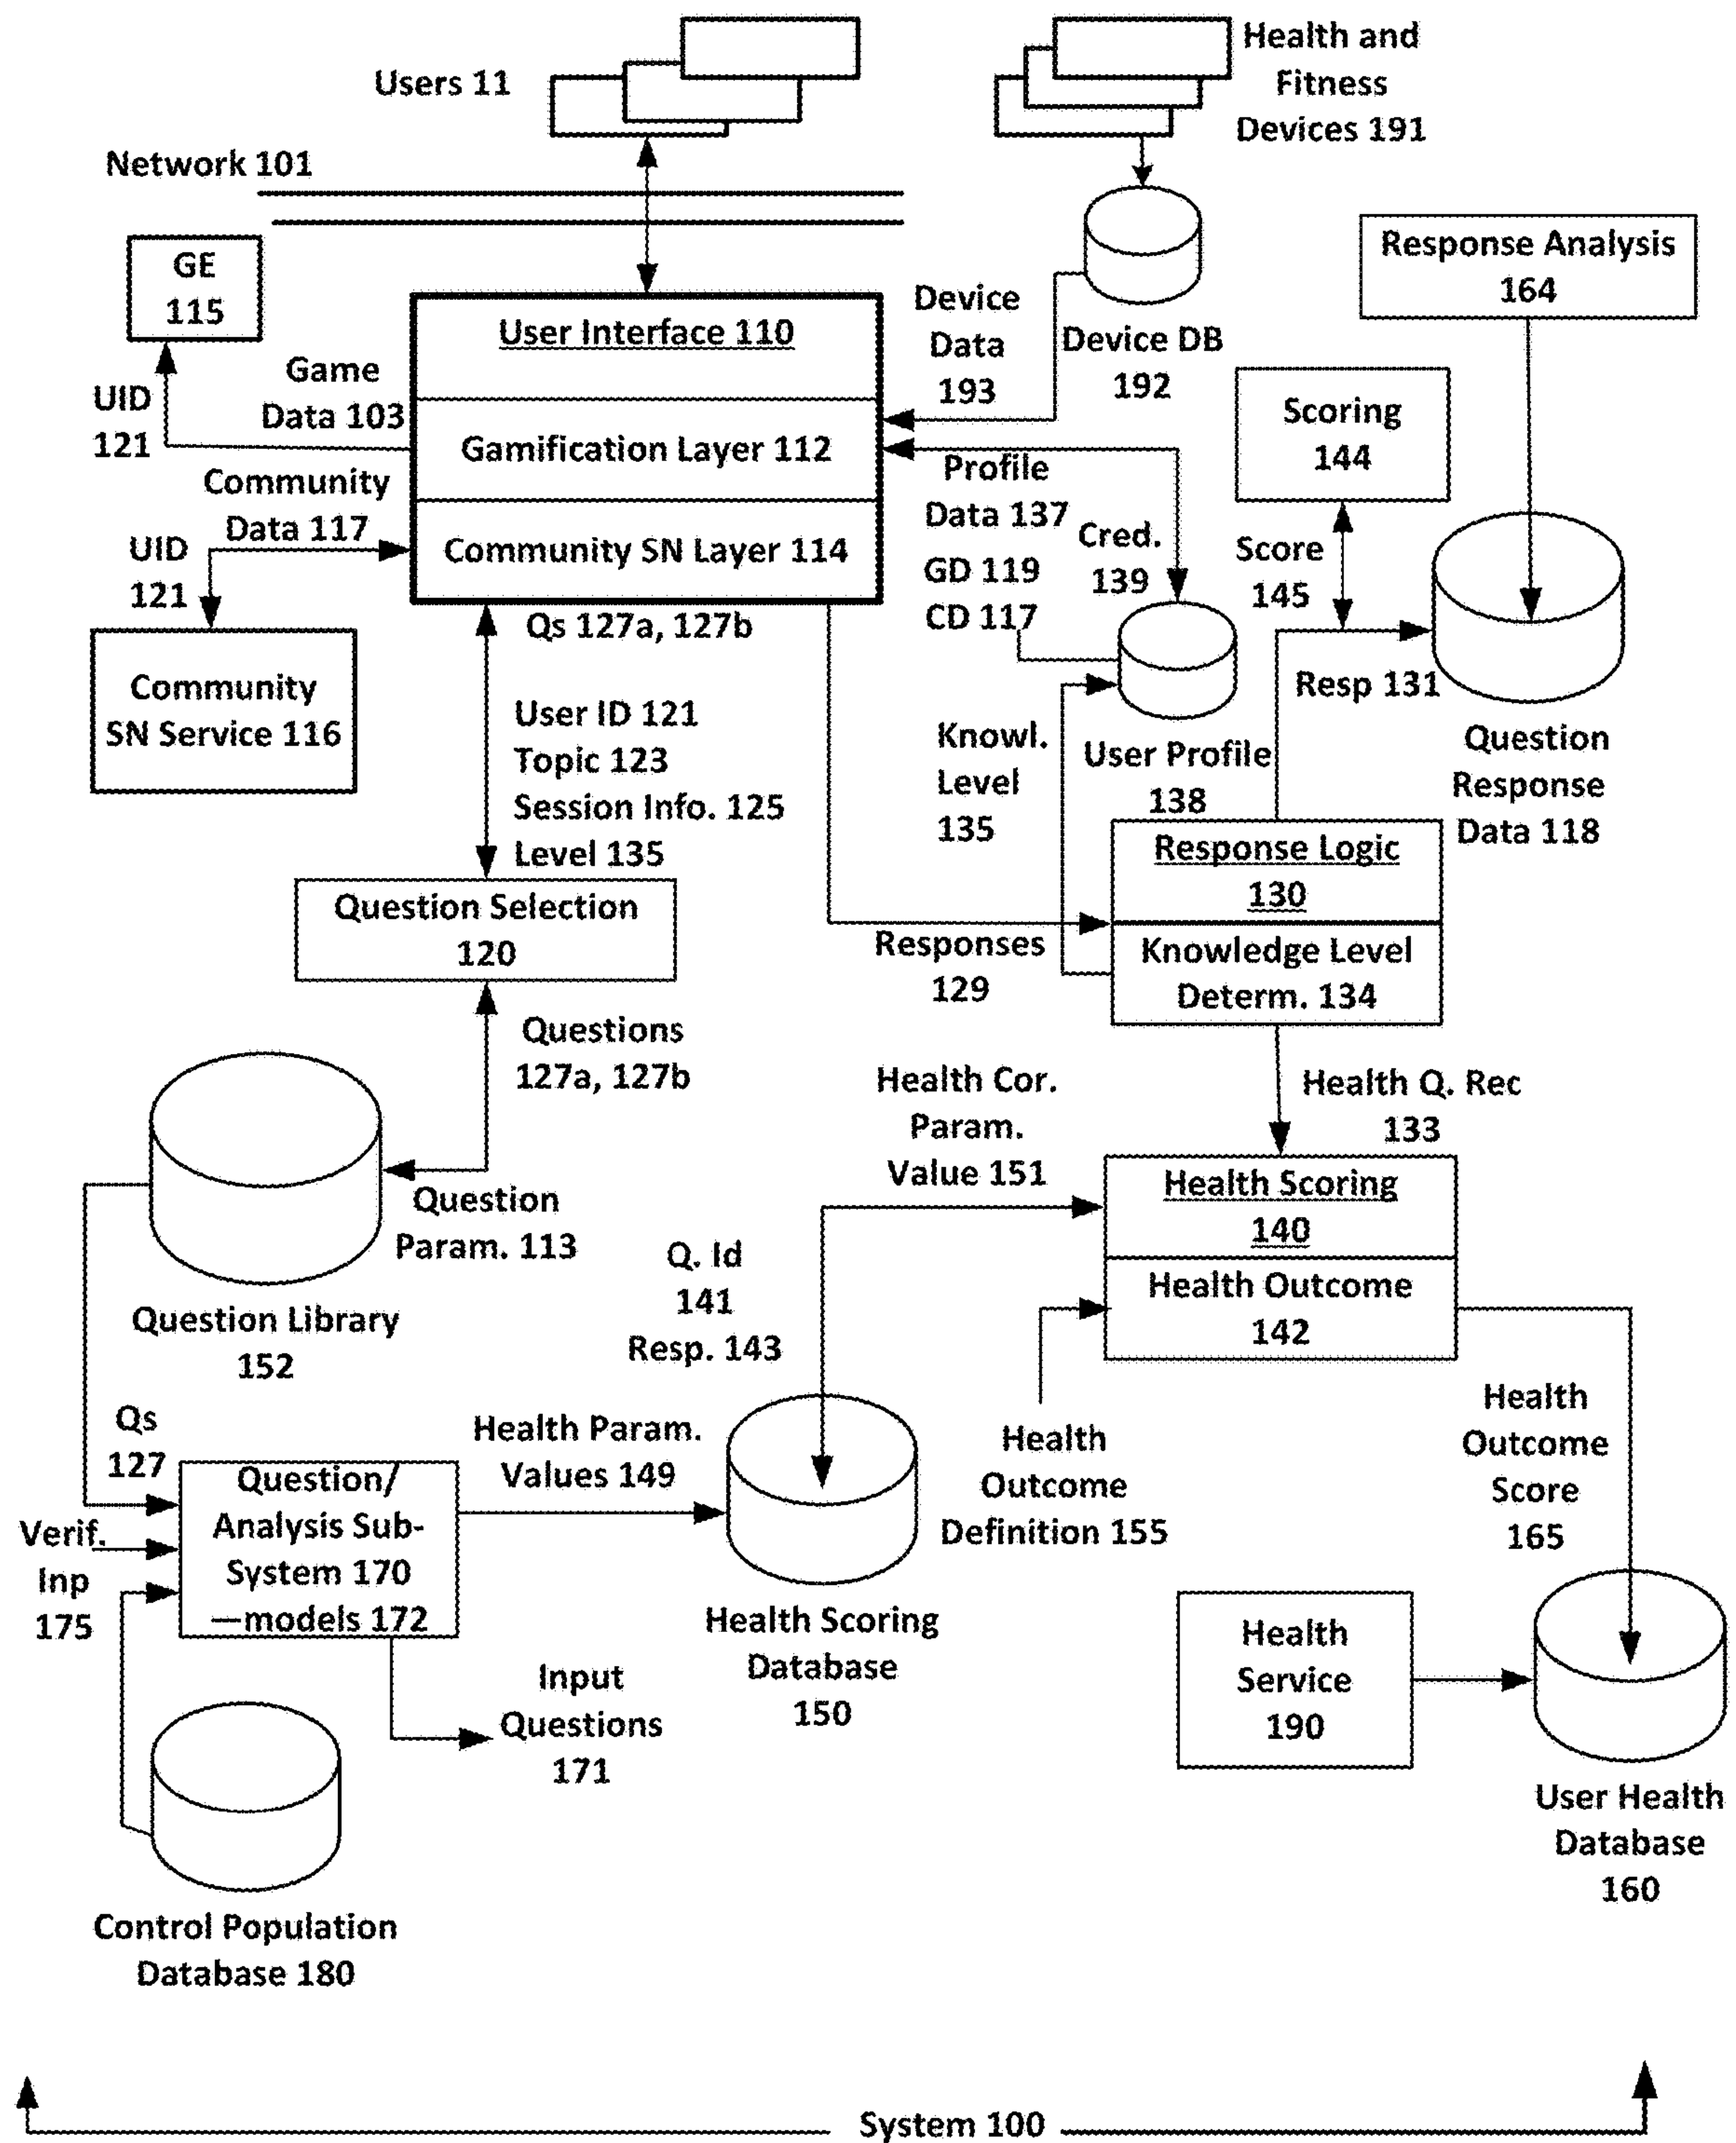 Users 11
Health and
Fitness
Devices 191
Network 101
GE
115
Response Analysis
164
User Interface 110
Device
Data
193
Device DB
192
Game
Data 103
UID
121
Scoring
144
Gamification Layer 112
Profile
Data 137
Community
Data 117
Cred.
139
GD 119
CD 117
UID
121
Community SN Layer 114
Score
145
Qs 127a, 127b
Community
SN Service 116
Resp 131
User ID 121
Topic 123
Session Info. 125
Level 135
Knowl.
Level
135
User Profile
138
Question
Response
Data 118
Response Logic
130
Question Selection
120
Responses
129
Knowledge Level
Determ. 134
Questions
127a, 127b
Health Cor.
Param.
Value 151
Health Q. Rec
133
Health Scoring
140
Question
Param. 113
Q. Id
141
Resp. 143
Health Outcome
142
Question Library
152
Qs
127
Health Param.
Values 149
Health
Outcome
Definition 155
Health
Outcome
Score
165
Question/
Analysis Sub-
System 170
—models 172
Verif.
Inp
175
Health Scoring
Database
150
Health
Service
190
Input
Questions
171
User Health
Database
160
Control Population
Database 180
System 100